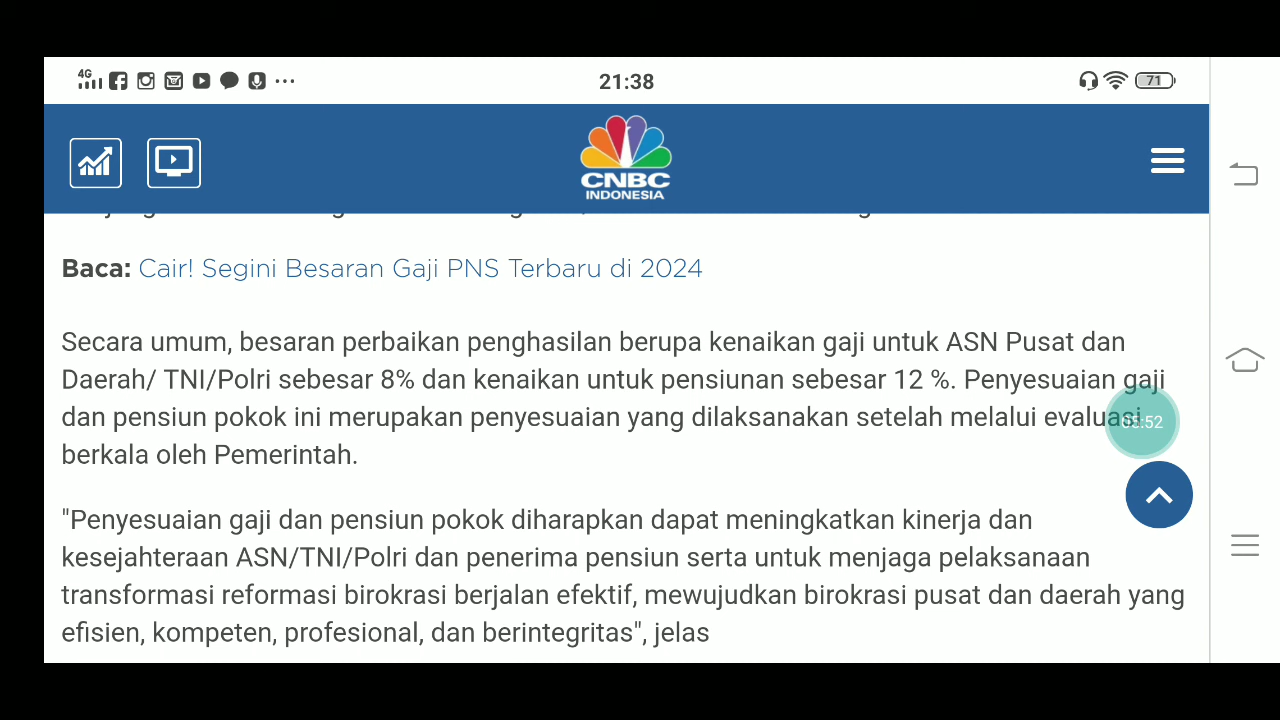 4G
21:38
71
CNBC
INDONESIA
Baca: Cair! Segini Besaran Gaji PNS Terbaru di 2024
Secara umum, besaran perbaikan penghasilan berupa kenaikan gaji untuk ASN Pusat dan
Daerah/ TNI/Polri sebesar 8% dan kenaikan untuk pensiunan sebesar 12 %. Penyesuaian gaji
dan pensiun pokok ini merupakan penyesuaian yang dilaksanakan setelah melalui evaluasi
berkala oleh Pemerintah.
"Penyesuaian gaji dan pensiun pokok diharapkan dapat meningkatkan kinerja dan
kesejahteraan ASN/TNI/Polri dan penerima pensiun serta untuk menjaga pelaksanaan
transformasi reformasi birokrasi berjalan efektif, mewujudkan birokrasi pusat dan daerah yang
efisien, kompeten, profesional, dan berintegritas", jelas